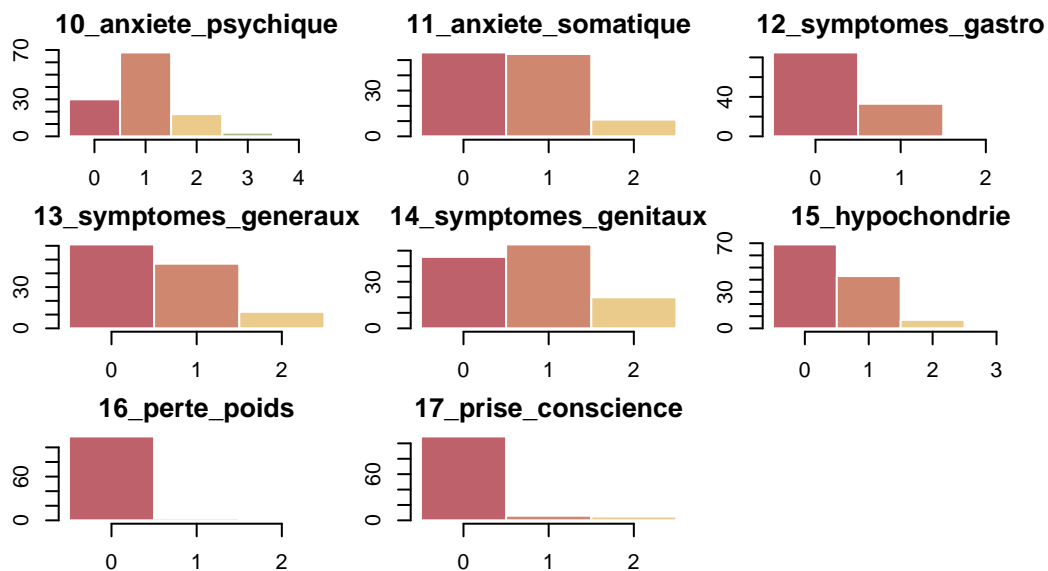 10_anxiete_psychique
70
30
0
0 1 2 3 4
11_anxiete_somatique
30
0
0 1 2
12_symptomes_gastro
40
0
0 1 2
13_symptomes_generaux
30
0
0 1 2
14_symptomes_genitaux
30
0
0 1 2
15_hypochondrie
70
30
0
0 1 2 3
16_perte_poids
60
0
0 1 2
17_prise_conscience
60
0
0 1 2